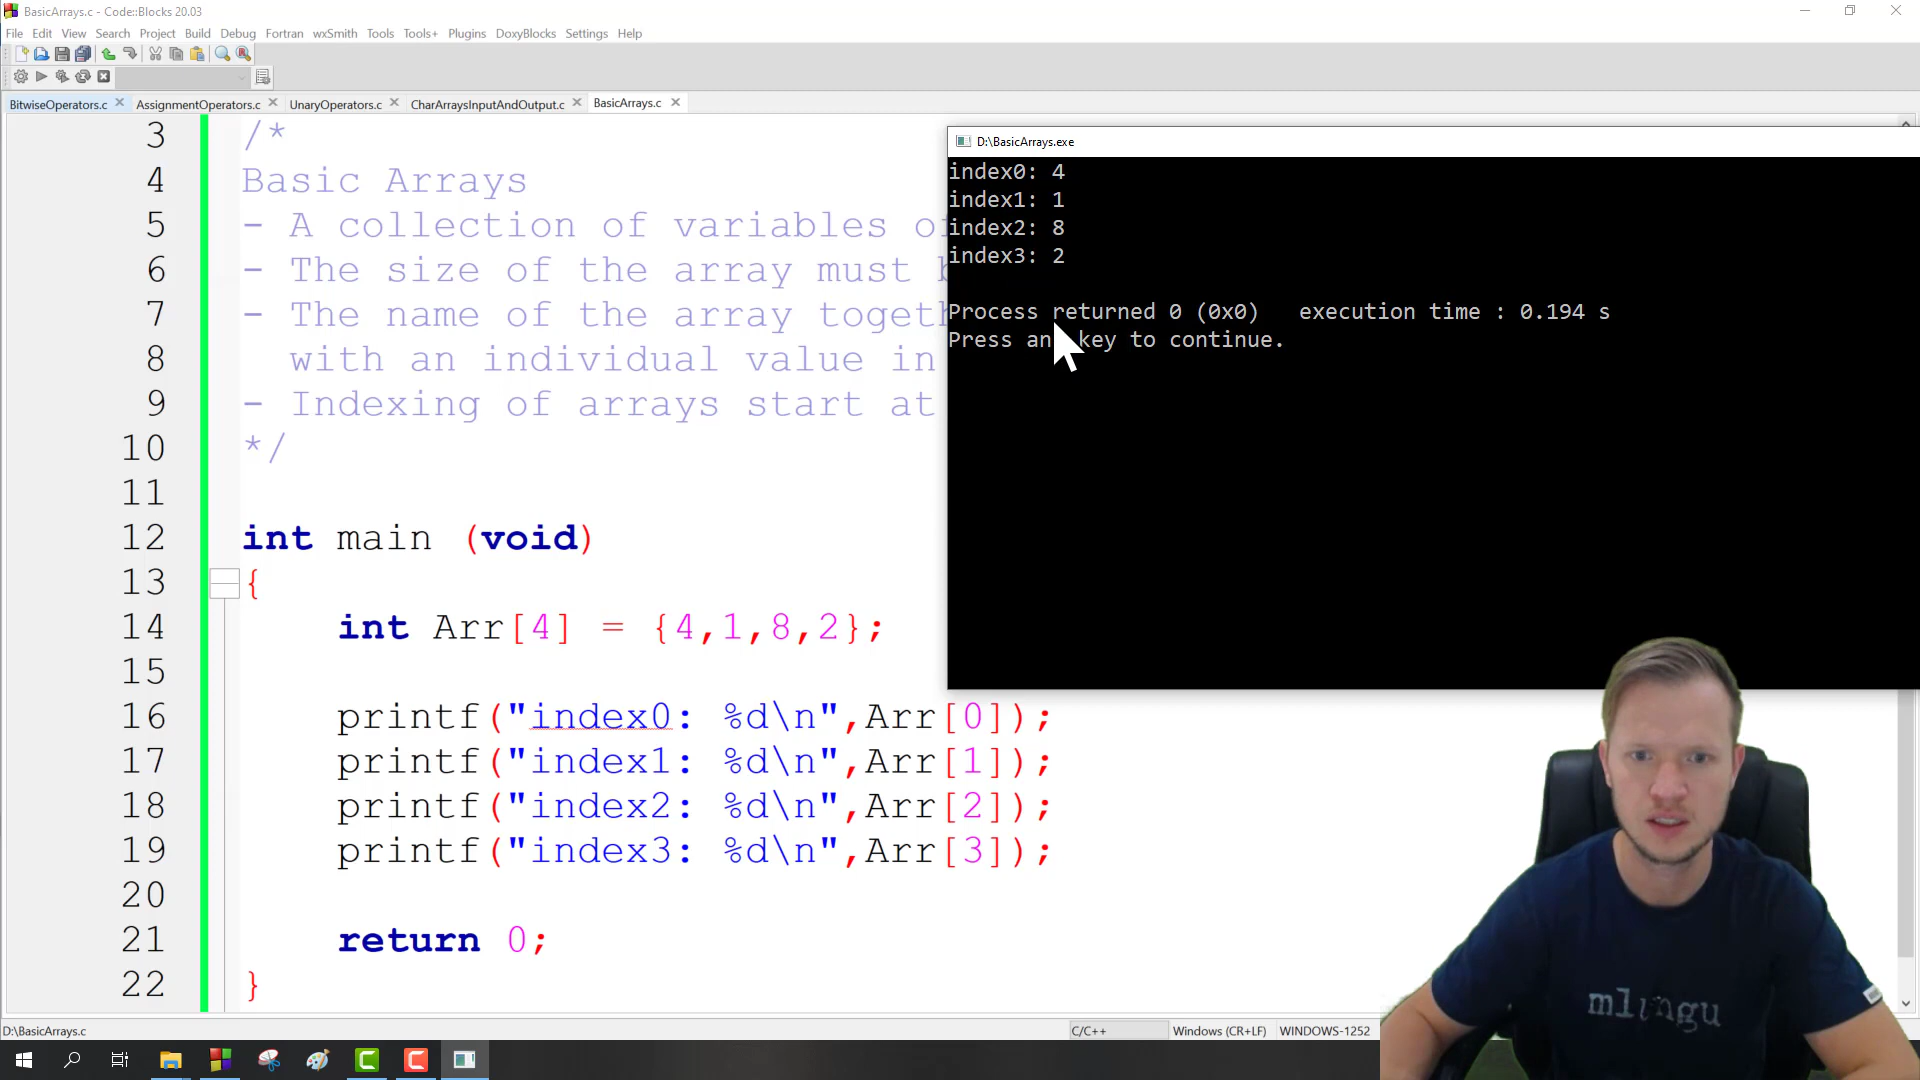 BasicArrays.c - Code::Blocks 20.03
File Edit View Search Project Build Debug Fortran wxSmith Tools Tools+ Plugins DoxyBlocks Settings Help
BitwiseOperators.c AssignmentOperators.c UnaryOperators.c CharArraysInputAndOutput.c BasicArrays.c
3 /*
4 Basic Arrays
5 - A collection of variables of
6 - The size of the array must b
7 - The name of the array togeth
8 with an individual value in
9 - Indexing of arrays start at
10 */
11
12 int main (void)
13 {
14 int Arr[4] = {4,1,8,2};
15
16 printf("index0: %d\n",Arr[0]);
17 printf("index1: %d\n",Arr[1]);
18 printf("index2: %d\n",Arr[2]);
19 printf("index3: %d\n",Arr[3]);
20
21 return 0;
22 }
D:\BasicArrays.exe
index0: 4
index1: 1
index2: 8
index3: 2
Process returned 0 (0x0) execution time : 0.194 s
Press an key to continue.
mlungu
D:\BasicArrays.c C/C++ Windows (CR+LF) WINDOWS-1252